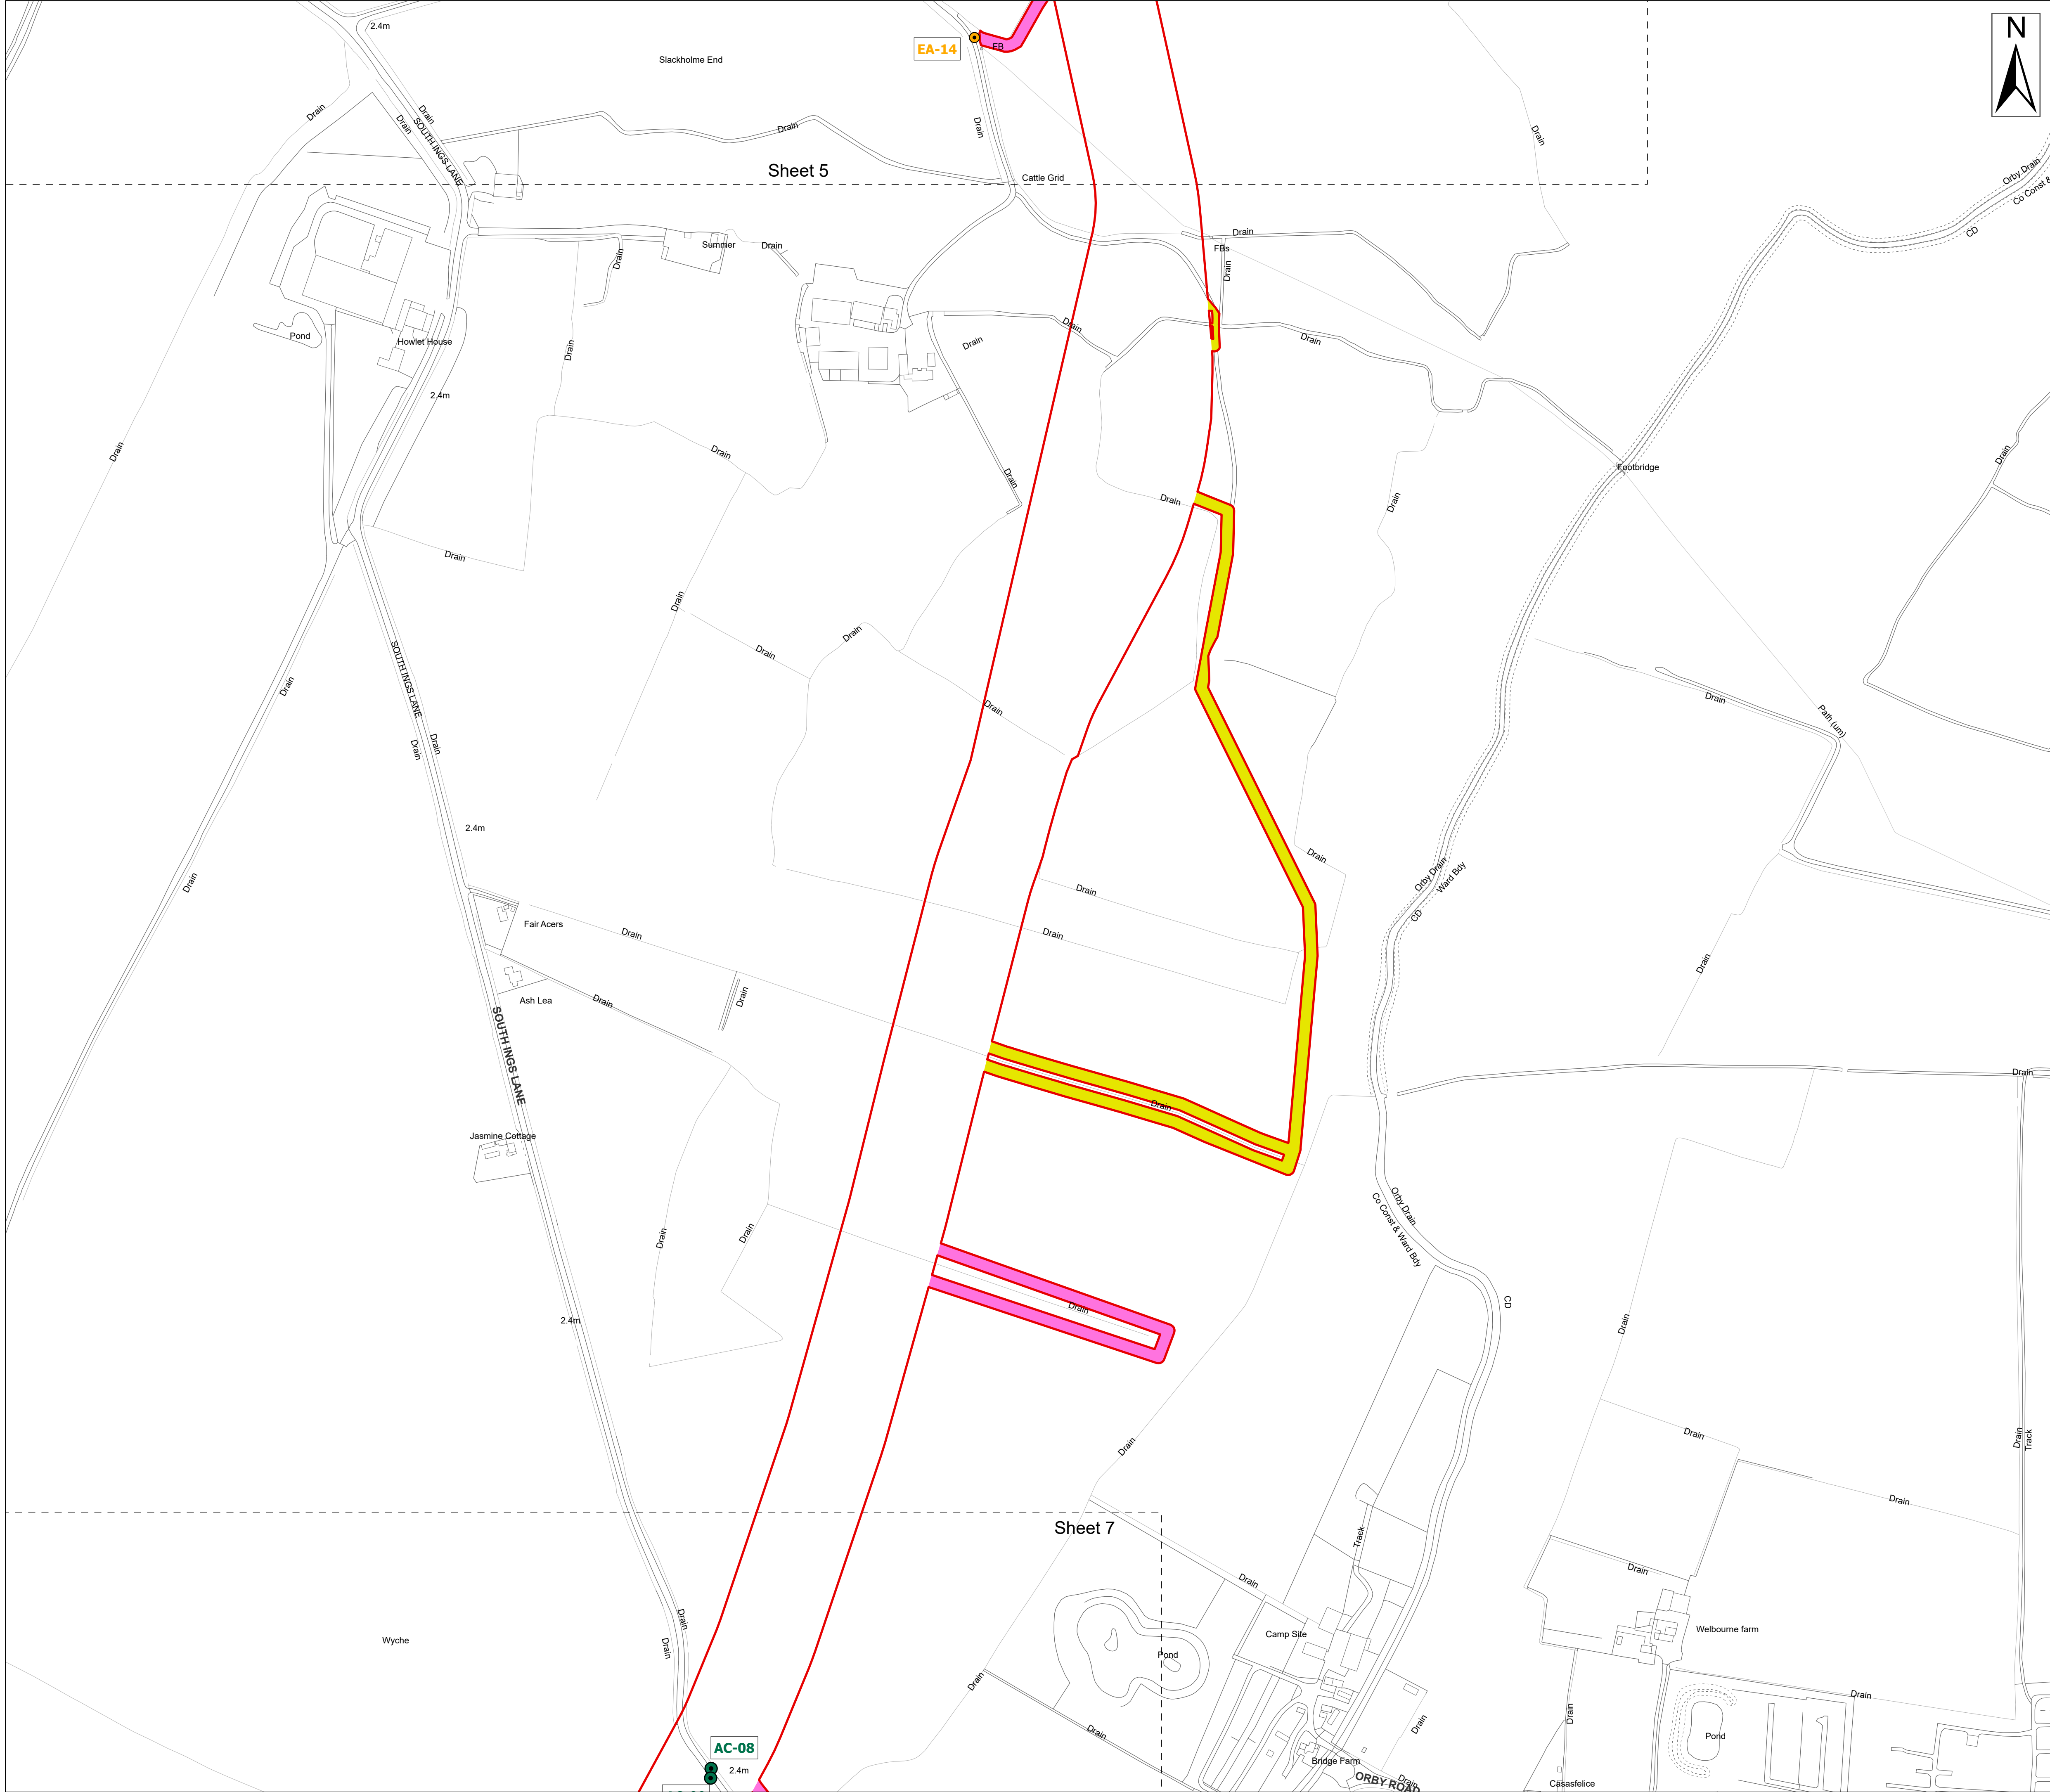 2.4m
EA-14
FB
N
Slackholme End
Drain
Drain
Drain
SOUTH INGS LANE
Drain
Drain
Drain
Sheet 5
Cattle Grid
Orby Drain
Co Const &
CD
Drain
Summer
Drain
Drain
FBs
Drain
Pond
Howlet House
Drain
Drain
Drain
Drain
2.4m
Drain
Drain
Drain
Drain
Drain
Footbridge
Drain
Drain
Drain
Drain
Drain
Drain
Drain
SOUTH INGS LANE
Drain
Drain
Drain
Drain
Drain
Path (um)
2.4m
Drain
Drain
Orby Drain
Ward Bdy
CD
Drain
Fair Acers
Drain
Drain
Drain
Ash Lea
Drain
Drain
SOUTH INGS LANE
Drain
Drain
Jasmine Cottage
Orby Drain
Co Const & Ward Bdy
Drain
Drain
CD
Drain
2.4m
Drain
Drain
Drain
Drain
Track
Drain
Sheet 7
Track
Drain
Drain
Drain
Drain
Wyche
Camp Site
Welbourne farm
Pond
Drain
Drain
Drain
Drain
Drain
Pond
AC-08
2.4m
Bridge Farm
Drain
ORBY ROAD
Casasfelice